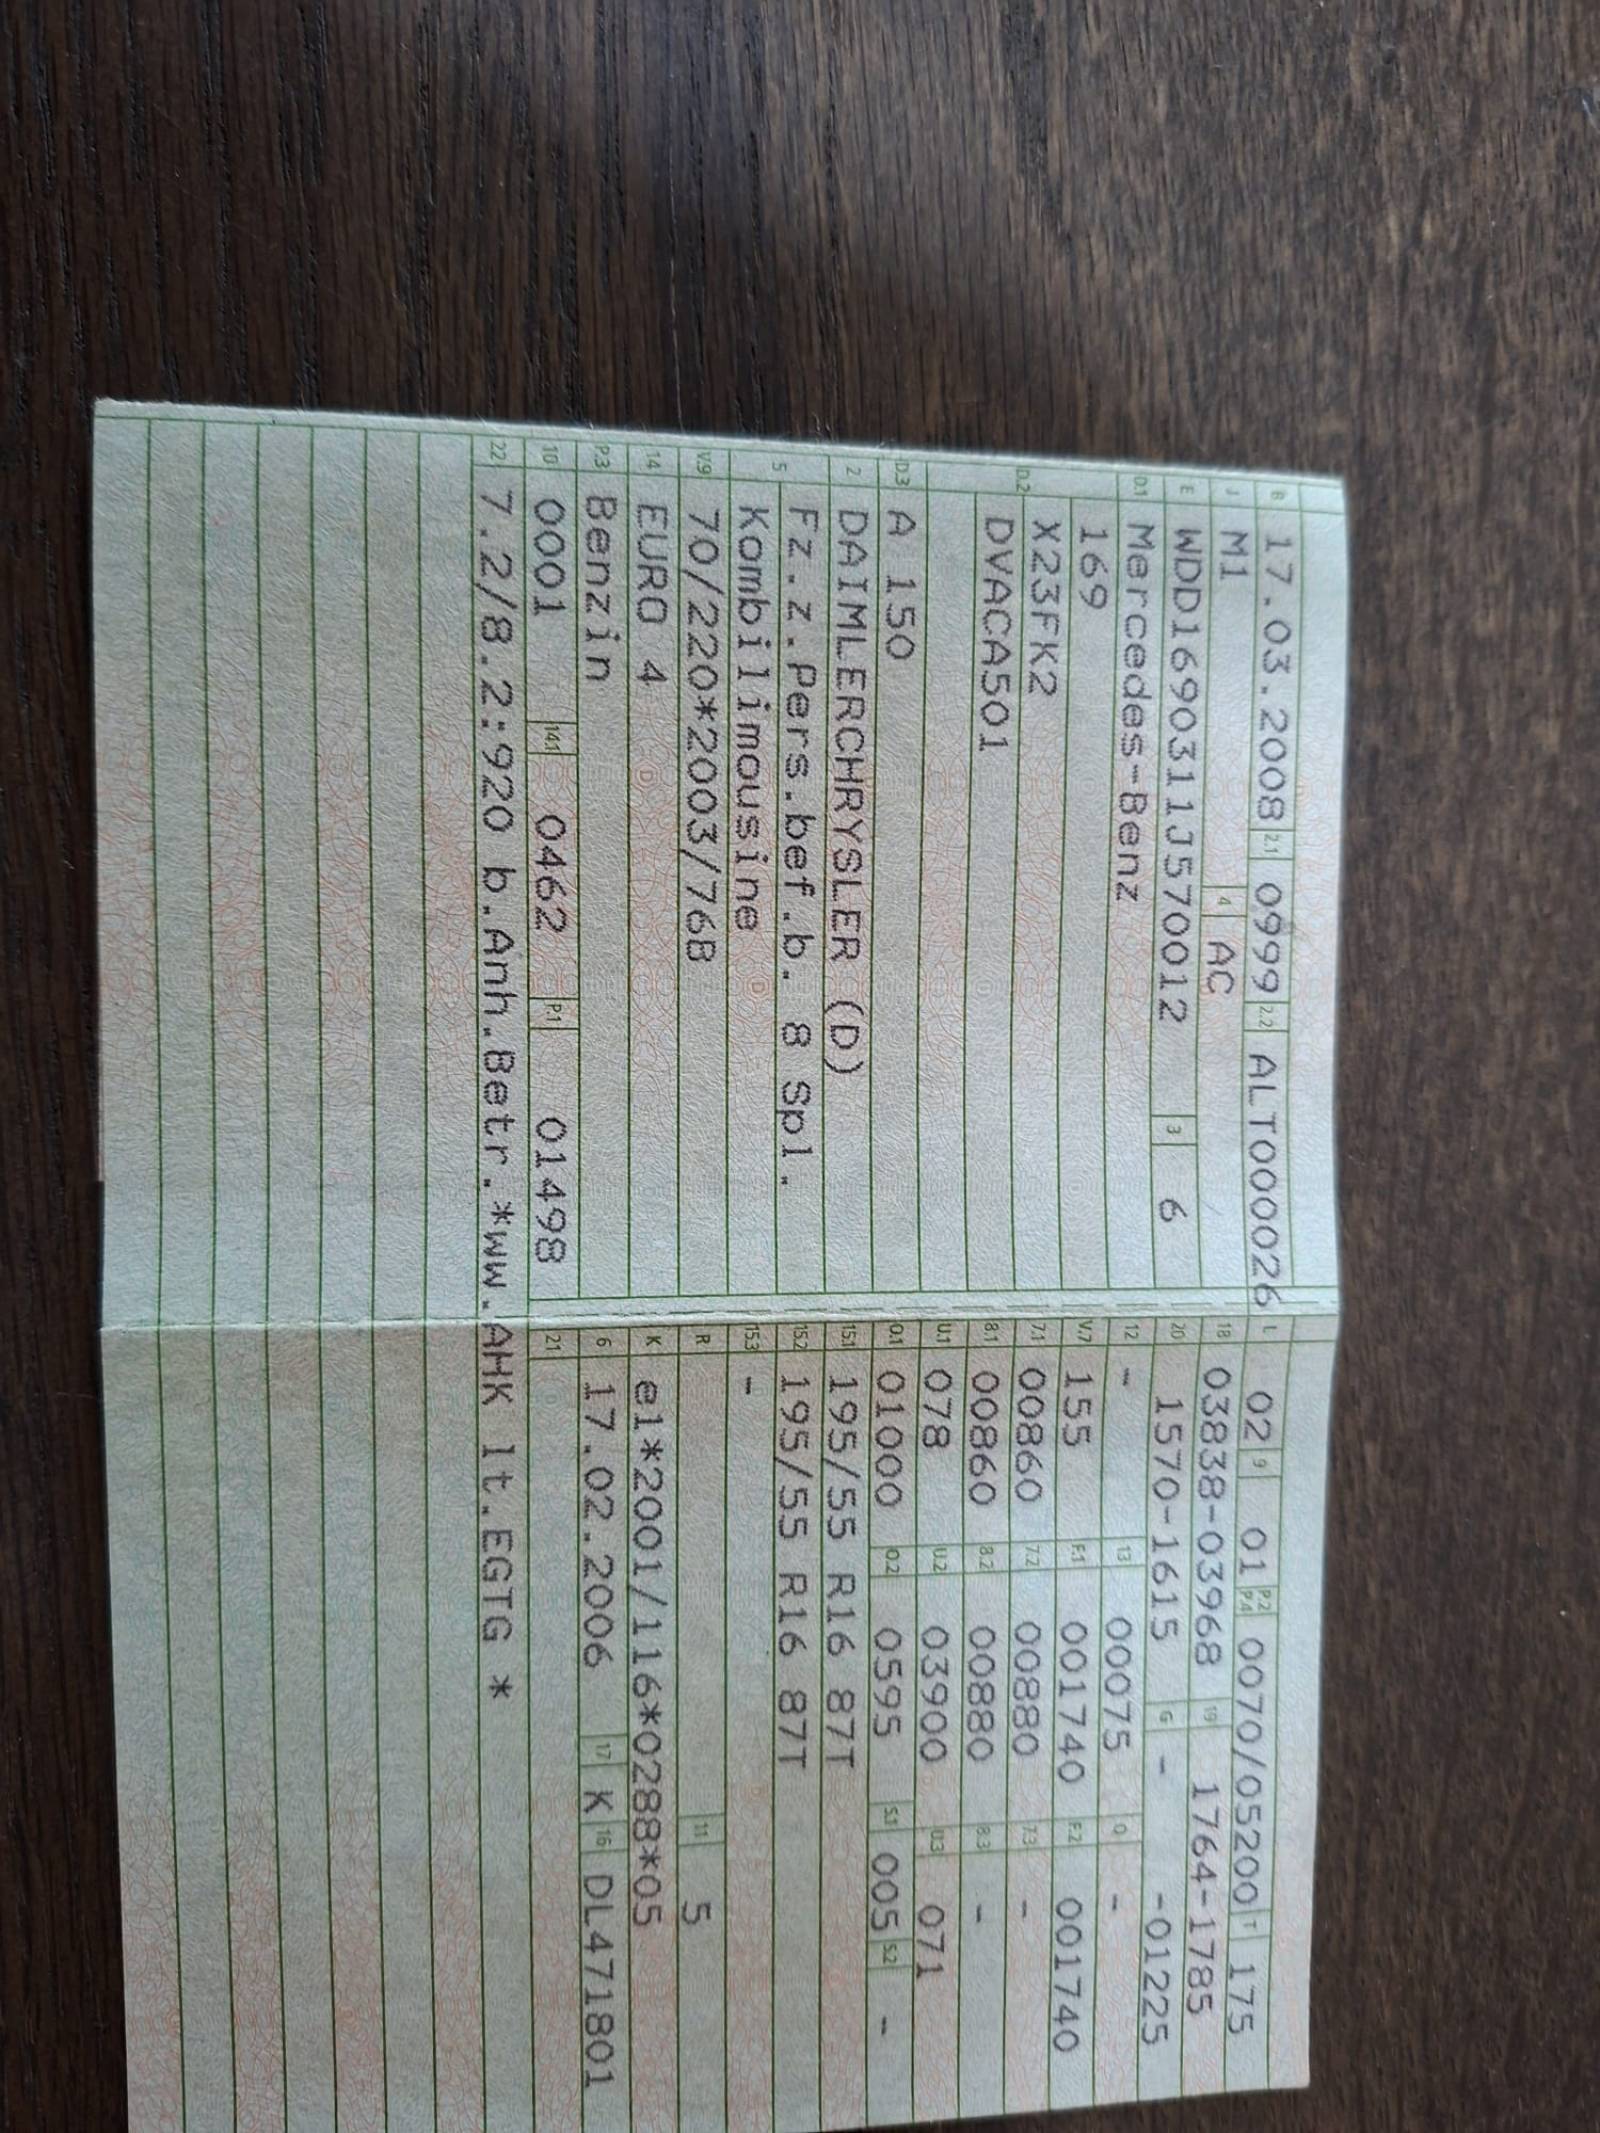 B 17.03.2008 2.1 0999 2.2 ALT000026
J M1 4 AC
E WDD1690311J570012 3 6
D.1 Mercedes-Benz
D.2 169
X23FK2
DVACA501
D.3 A 150
2 DAIMLERCHRYSLER (D)
5 Fz.z.Pers.bef.b. 8 Spl.
Kombilimousine
V.9 70/220*2003/76B
14 EURO 4
P.3 Benzin
10 0001 14.1 0462 P.1 01498
22 7.2/8.2:920 b.Anh.Betr.*ww.AHK lt.EGTG *
L 02 9 01 P.2 P.4 0070/05200 T 175
18 03838-03968 19 1764-1785
20 1570-1615 G - -01225
12 - 13 00075 Q -
V.7 155 F.1 001740 F.2 001740
7.1 00860 7.2 00880 7.3 -
8.1 00860 8.2 00880 8.3 -
U.1 078 U.2 03900 U.3 071
O.1 01000 O.2 0595 S.1 005 S.2 -
15.1 195/55 R16 87T
15.2 195/55 R16 87T
15.3 -
R 11 5
K e1*2001/116*0288*05
6 17.02.2006 17 K 16 DL471801
21